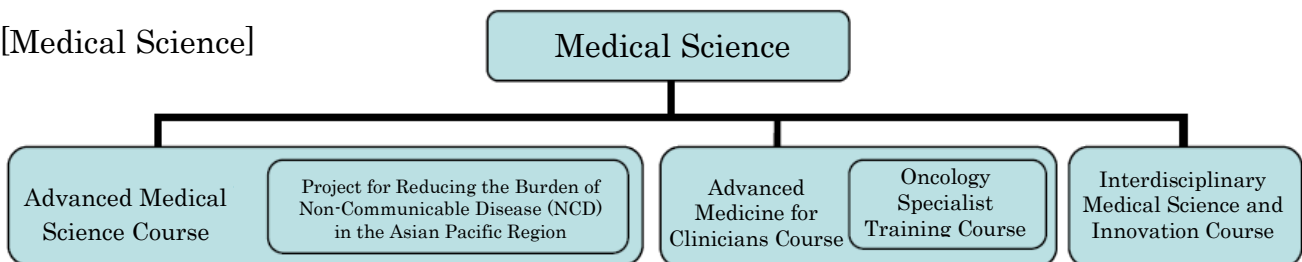 [Medical Science]
Medical Science
Advanced Medical
Science Course
Project for Reducing the Burden of
Non-Communicable Disease (NCD)
in the Asian Pacific Region
Advanced
Medicine for
Clinicians Course
Oncology
Specialist
Training Course
Interdisciplinary
Medical Science and
Innovation Course